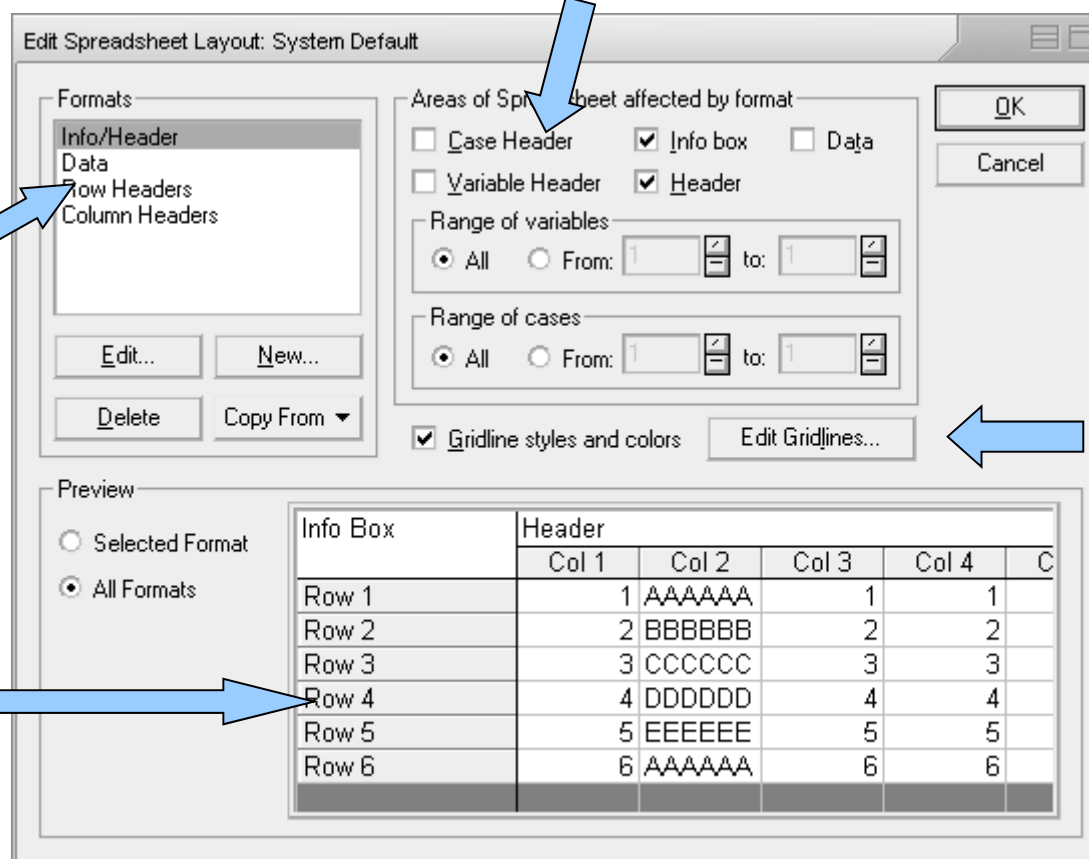 Edit Spreadsheet Layout: System Default
Formats
Info/Header
Data
Row Headers
Column Headers
Edit...
New...
Delete
Copy From
Areas of Spreadsheet affected by format
Case Header
Info box
Data
Variable Header
Header
Range of variables
All
From: 1 to: 1
Range of cases
All
From: 1 to: 1
Gridline styles and colors
Edit Gridlines...
OK
Cancel
Preview
Selected Format
All Formats
Info Box Header
Col 1 Col 2 Col 3 Col 4 C
Row 1 1 AAAAAA 1 1
Row 2 2 BBBBBB 2 2
Row 3 3 CCCCCC 3 3
Row 4 4 DDDDDD 4 4
Row 5 5 EEEEEE 5 5
Row 6 6 AAAAAA 6 6